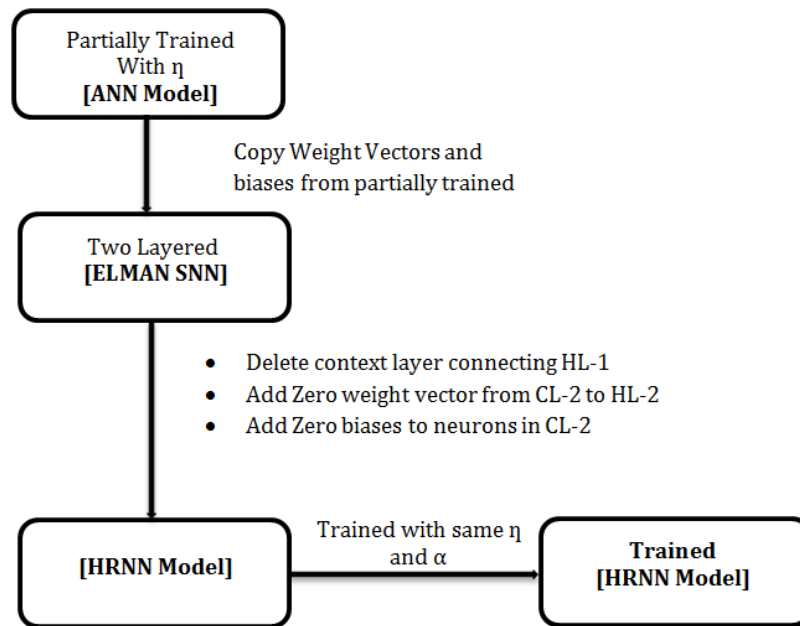 Partially Trained
With η
[ANN Model]
Copy Weight Vectors and
biases from partially trained
Two Layered
[ELMAN SNN]
• Delete context layer connecting HL-1
• Add Zero weight vector from CL-2 to HL-2
• Add Zero biases to neurons in CL-2
[HRNN Model]
Trained with same η
and α
Trained
[HRNN Model]